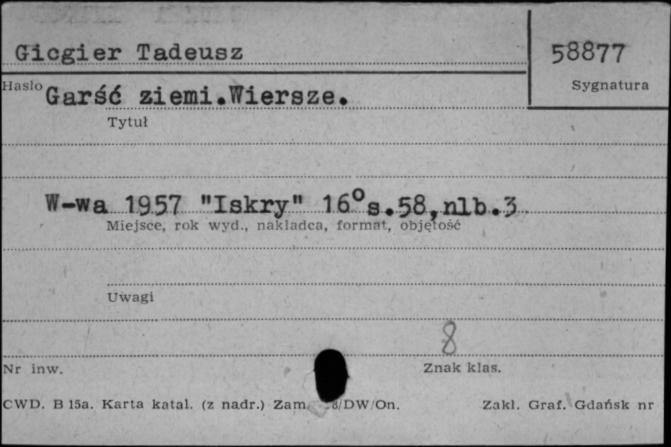 Gicgier Tadeusz
58877
Hasło
Sygnatura
Garść ziemi.Wiersze.
Tytuł
W-wa 1957 "Iskry" 16° s.58,nlb.3
Miejsce, rok wyd., nakładca, format, objętość
Uwagi
8
Nr inw.
Znak klas.
CWD. B 15a. Karta katal. (z nadr.) Zam. 8/DW/On.
Zakł. Graf. Gdańsk nr